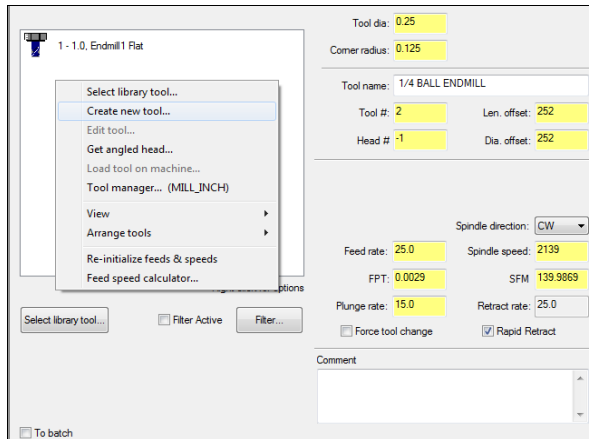 1 - 1.0, Endmill1 Flat
Select library tool...
Create new tool...
Edit tool...
Get angled head...
Load tool on machine...
Tool manager... (MILL_INCH)
View
Arrange tools
Re-initialize feeds & speeds
Feed speed calculator...
options
Select library tool...
Filter Active
Filter...
To batch
Tool dia: 0.25
Corner radius: 0.125
Tool name: 1/4 BALL ENDMILL
Tool #: 2 Len. offset: 252
Head # -1 Dia. offset: 252
Spindle direction: CW
Feed rate: 25.0 Spindle speed: 2139
FPT: 0.0029 SFM 139.9869
Plunge rate: 15.0 Retract rate: 25.0
Force tool change Rapid Retract
Comment